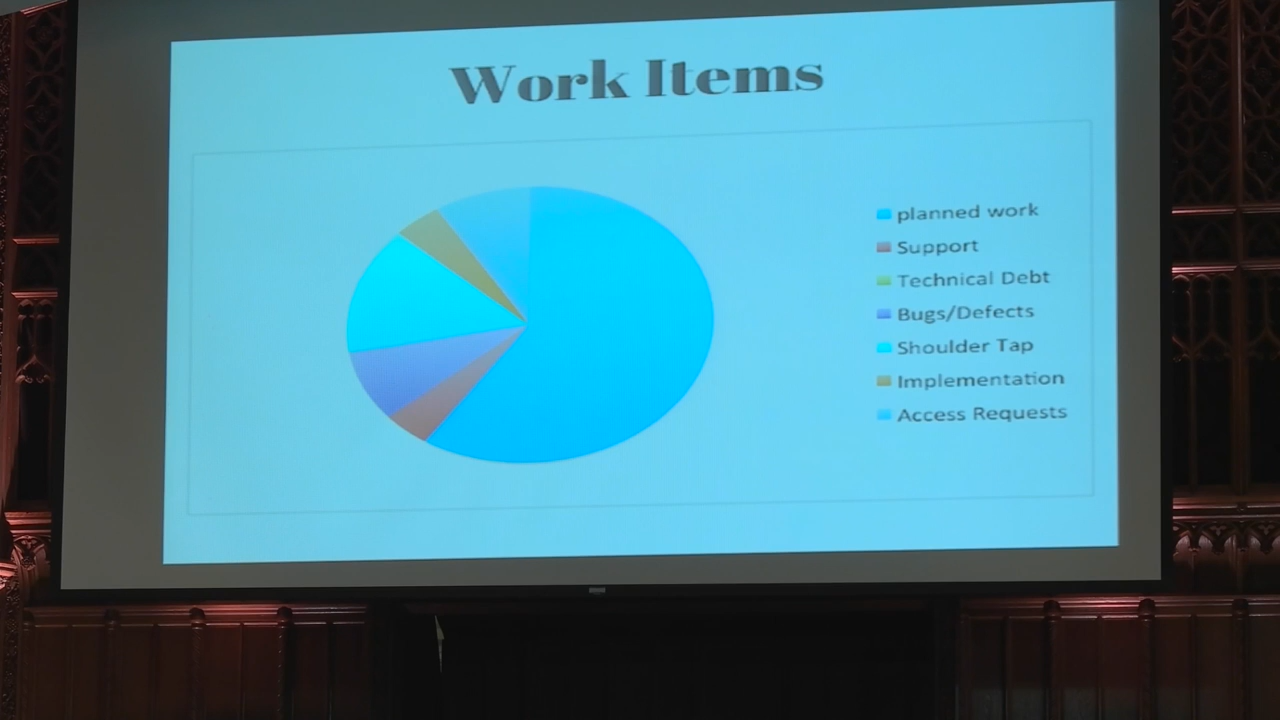 Work Items
planned work
Support
Technical Debt
Bugs/Defects
Shoulder Tap
Implementation
Access Requests